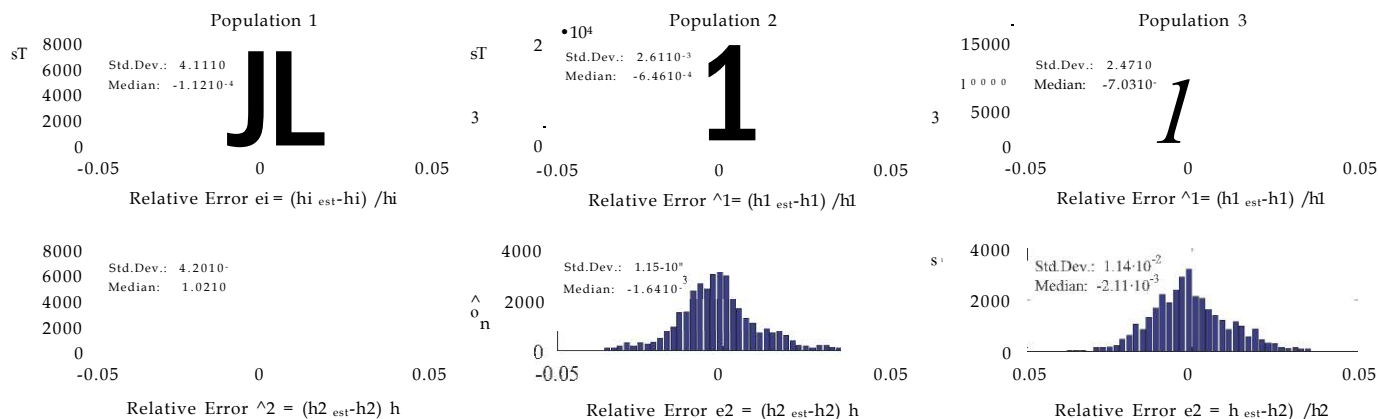 Population 1
sT
8000
6000
4000
2000
0
Std.Dev.: 4.1110
Median: -1.1210-4
JL
-0.05 0 0.05
Relative Error ei = (hi est-hi) /hi
Population 2
•10⁴
sT
2
3
0
Std.Dev.: 2.6110-3
Median: -6.4610-4
1
-0.05 0 0.05
Relative Error ^1= (h1 est-h1) /h1
Population 3
15000
10000
5000
3
0
Std.Dev.: 2.4710
Median: -7.0310-
l
-0.05 0 0.05
Relative Error ^1= (h1 est-h1) /h1
8000
6000
4000
2000
0
Std.Dev.: 4.2010-
Median: 1.0210
-0.05 0 0.05
Relative Error ^2 = (h2 est-h2) h
4000
^
o
n
2000
0
Std.Dev.: 1.15-10"
Median: -1.6410-3
-0.05 0 0.05
Relative Error e2 = (h2 est-h2) h
s
4000
2000
0
Std.Dev.: 1.14·10-2
Median: -2.11·10-3
0.05 0 0.05
Relative Error e2 = h est-h2) /h2